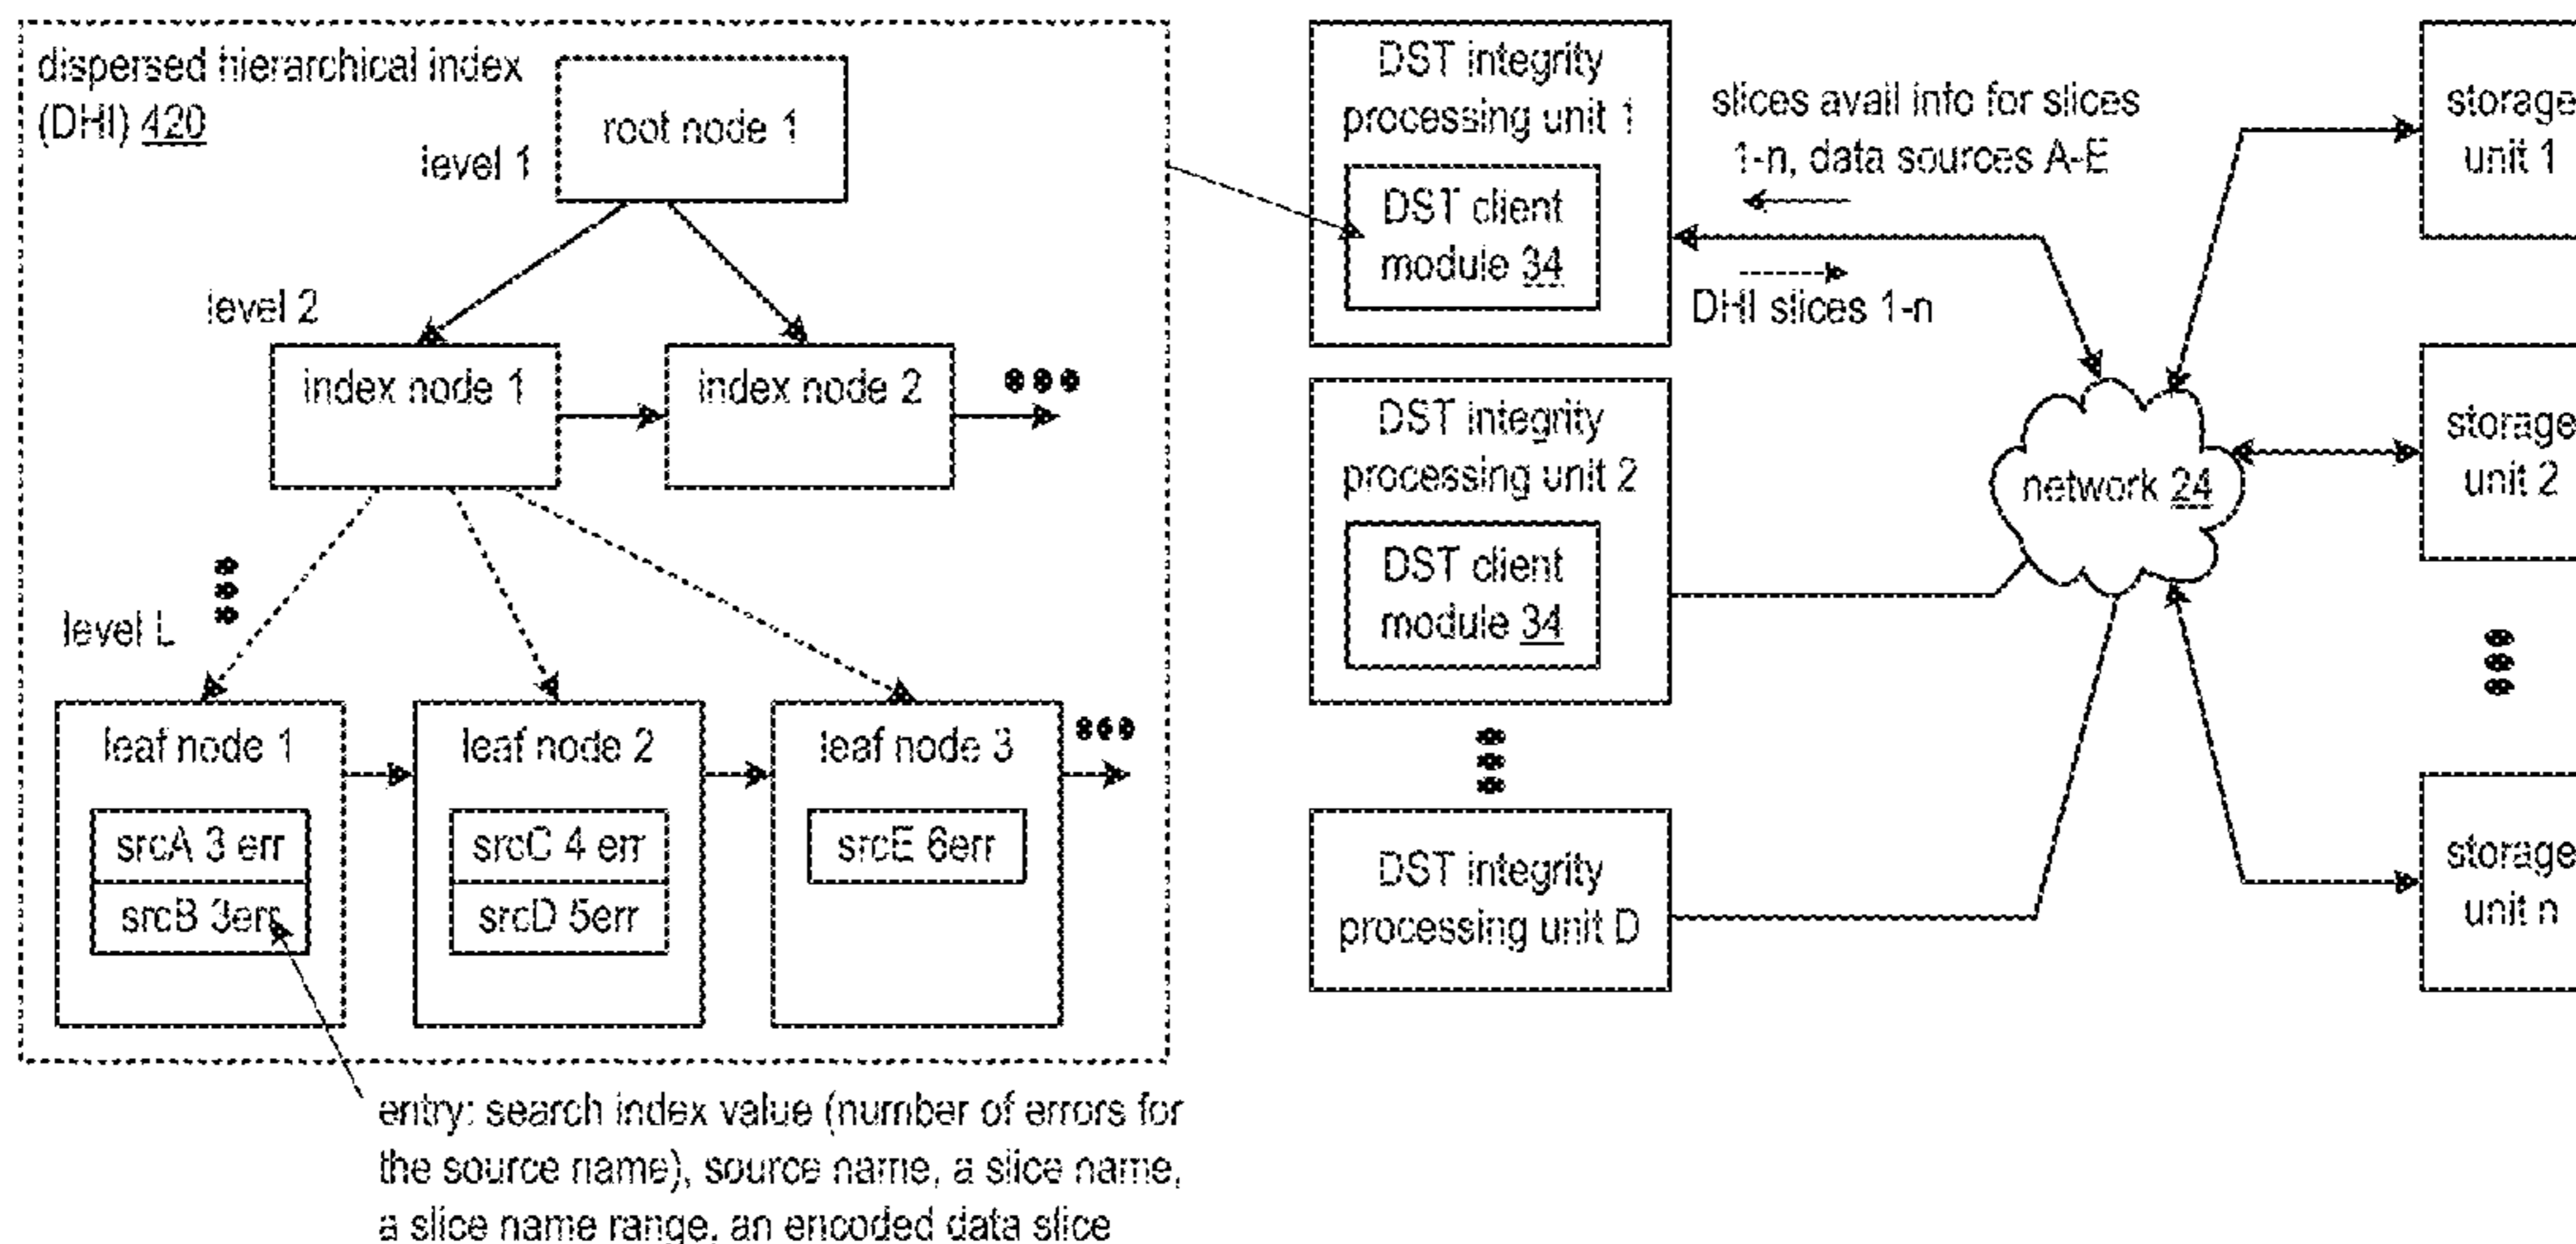 dispersed hierarchical index
(DHI) 420
root node 1
level 1
level 2
index node 1
index node 2
level L
leaf node 1
leaf node 2
leaf node 3
srcA 3 err
srcB 3err
srcC 4 err
srcD 5err
srcE 6err
entry: search index value (number of errors for
the source name), source name, a slice name,
a slice name range, an encoded data slice
DST integrity
processing unit 1
DST client
module 34
slices avail info for slices
1-n, data sources A-E
DHI slices 1-n
DST integrity
processing unit 2
DST client
module 34
DST integrity
processing unit D
network 24
storage
unit 1
storage
unit 2
storage
unit n